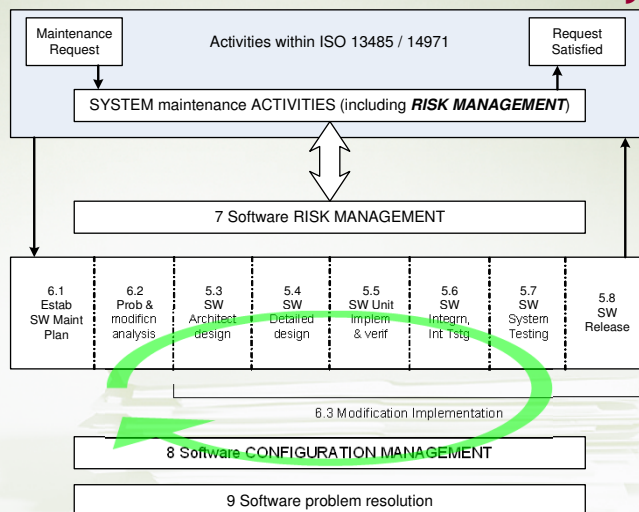 Maintenance
Request
Activities within ISO 13485 / 14971
Request
Satisfied
SYSTEM maintenance ACTIVITIES (including RISK MANAGEMENT)
7 Software RISK MANAGEMENT
6.1
Estab
SW Maint
Plan
6.2
Prob &
modificn
analysis
5.3
SW
Architect
design
5.4
SW
Detailed
design
5.5
SW Unit
Implem
& verif
5.6
SW
Integrn,
Int Tstg
5.7
SW
System
Testing
5.8
SW
Release
6.3 Modification Implementation
8 Software CONFIGURATION MANAGEMENT
9 Software problem resolution